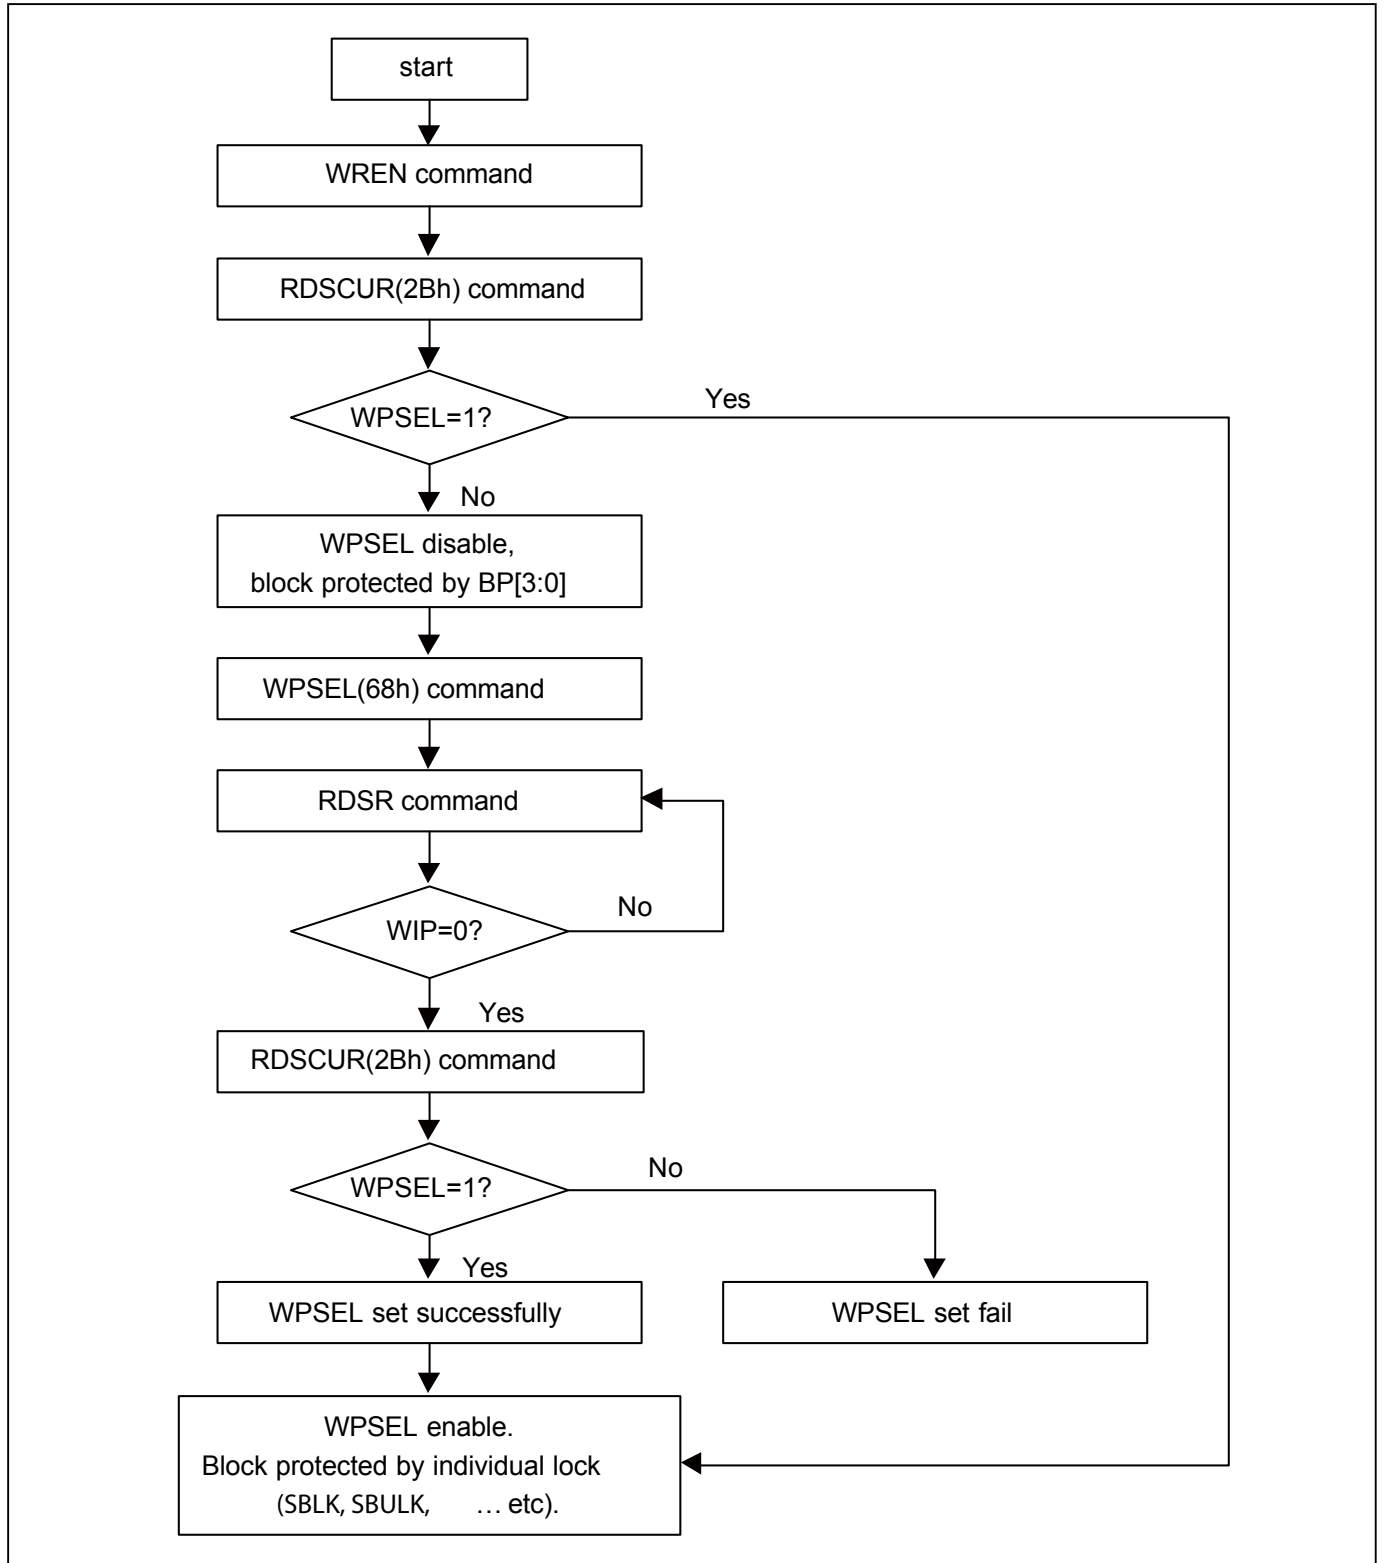 start
WREN command
RDSCUR(2Bh) command
WPSEL=1?
Yes
No
WPSEL disable,
block protected by BP[3:0]
WPSEL(68h) command
RDSR command
WIP=0?
No
Yes
RDSCUR(2Bh) command
WPSEL=1?
No
Yes
WPSEL set successfully
WPSEL set fail
WPSEL enable.
Block protected by individual lock
(SBLK, SBULK, … etc).